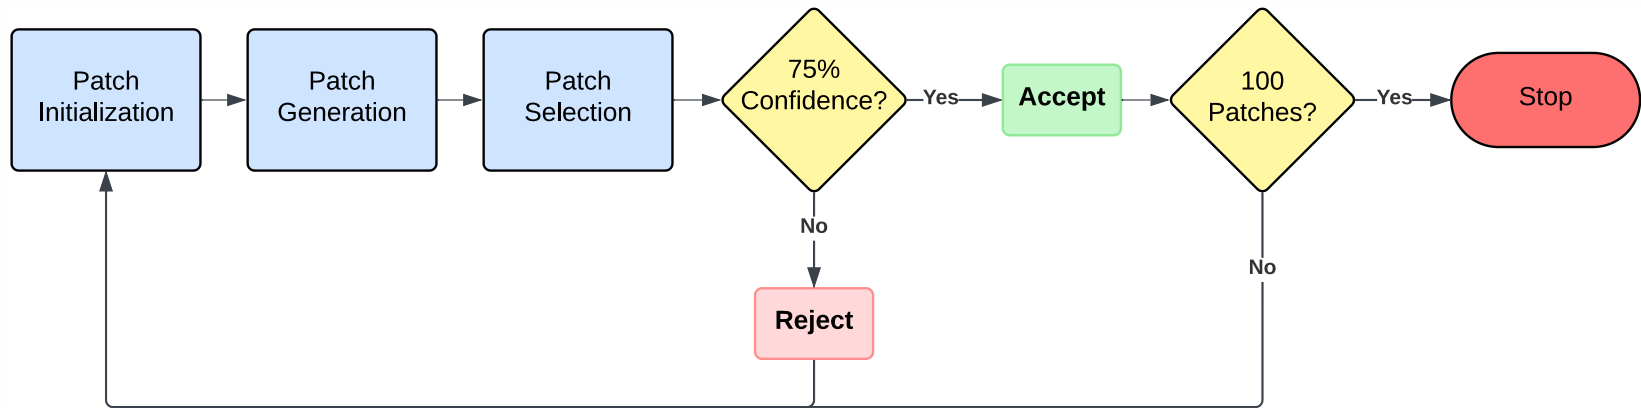 Patch
Initialization
Patch
Generation
Patch
Selection
75%
Confidence?
Yes
Accept
100
Patches?
Yes
Stop
No
Reject
No